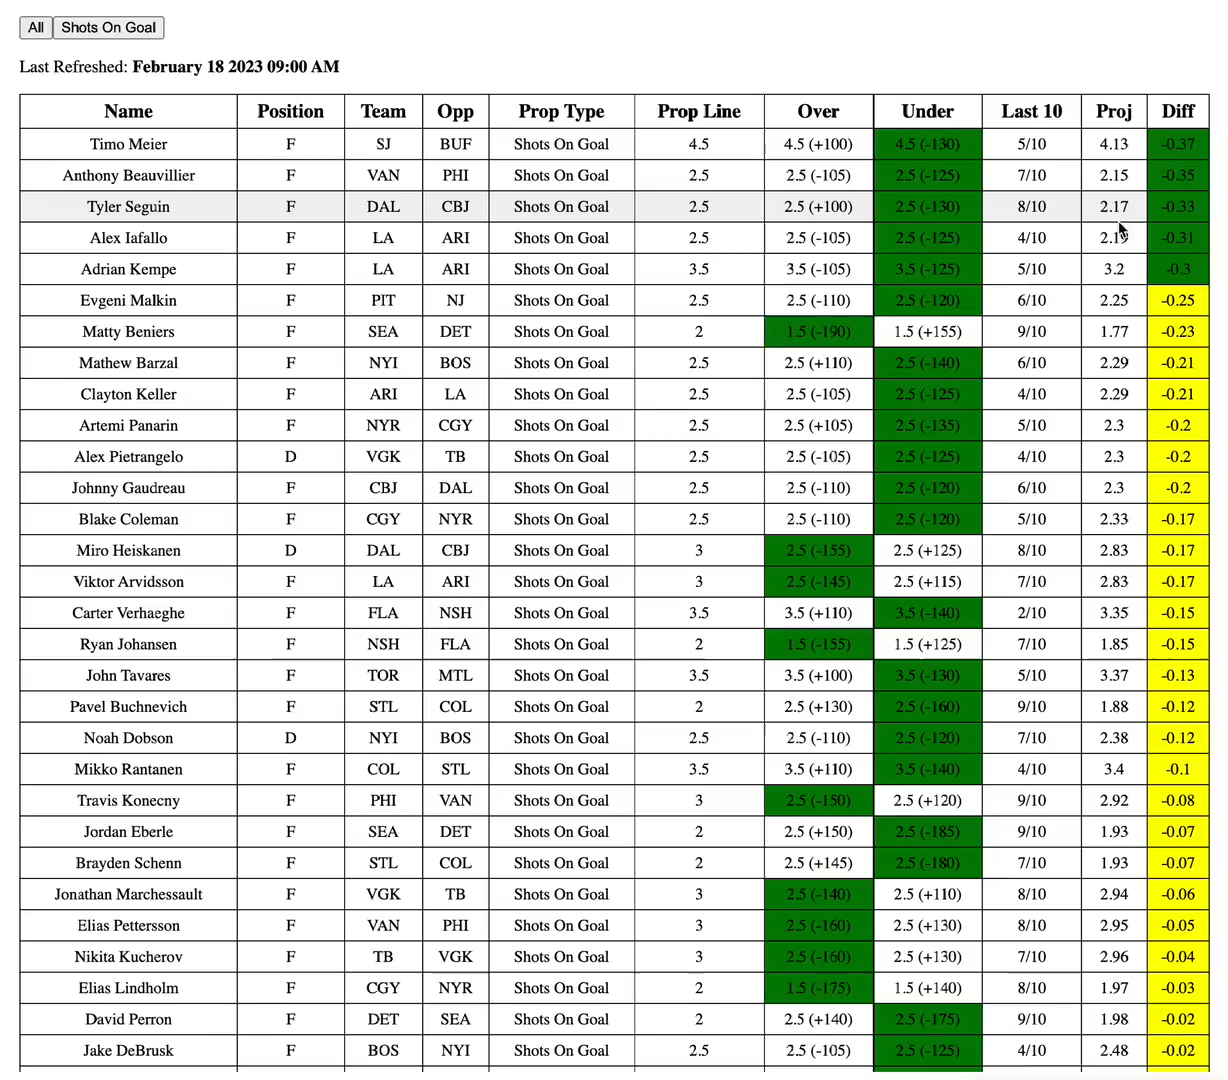 All Shots On Goal
Last Refreshed: February 18 2023 09:00 AM
Name Position Team Opp Prop Type Prop Line Over Under Last 10 Proj Diff
Timo Meier F SJ BUF Shots On Goal 4.5 4.5 (+100) 4.5 (-130) 5/10 4.13 -0.37
Anthony Beauvillier F VAN PHI Shots On Goal 2.5 2.5 (-105) 2.5 (-125) 7/10 2.15 -0.35
Tyler Seguin F DAL CBJ Shots On Goal 2.5 2.5 (+100) 2.5 (-130) 8/10 2.17 -0.33
Alex Iafallo F LA ARI Shots On Goal 2.5 2.5 (-105) 2.5 (-125) 4/10 2.19 -0.31
Adrian Kempe F LA ARI Shots On Goal 3.5 3.5 (-105) 3.5 (-125) 5/10 3.2 -0.3
Evgeni Malkin F PIT NJ Shots On Goal 2.5 2.5 (-110) 2.5 (-120) 6/10 2.25 -0.25
Matty Beniers F SEA DET Shots On Goal 2 1.5 (-190) 1.5 (+155) 9/10 1.77 -0.23
Mathew Barzal F NYI BOS Shots On Goal 2.5 2.5 (+110) 2.5 (-140) 6/10 2.29 -0.21
Clayton Keller F ARI LA Shots On Goal 2.5 2.5 (-105) 2.5 (-125) 4/10 2.29 -0.21
Artemi Panarin F NYR CGY Shots On Goal 2.5 2.5 (+105) 2.5 (-135) 5/10 2.3 -0.2
Alex Pietrangelo D VGK TB Shots On Goal 2.5 2.5 (-105) 2.5 (-125) 4/10 2.3 -0.2
Johnny Gaudreau F CBJ DAL Shots On Goal 2.5 2.5 (-110) 2.5 (-120) 6/10 2.3 -0.2
Blake Coleman F CGY NYR Shots On Goal 2.5 2.5 (-110) 2.5 (-120) 5/10 2.33 -0.17
Miro Heiskanen D DAL CBJ Shots On Goal 3 2.5 (-155) 2.5 (+125) 8/10 2.83 -0.17
Viktor Arvidsson F LA ARI Shots On Goal 3 2.5 (-145) 2.5 (+115) 7/10 2.83 -0.17
Carter Verhaeghe F FLA NSH Shots On Goal 3.5 3.5 (+110) 3.5 (-140) 2/10 3.35 -0.15
Ryan Johansen F NSH FLA Shots On Goal 2 1.5 (-155) 1.5 (+125) 7/10 1.85 -0.15
John Tavares F TOR MTL Shots On Goal 3.5 3.5 (+100) 3.5 (-130) 5/10 3.37 -0.13
Pavel Buchnevich F STL COL Shots On Goal 2 2.5 (+130) 2.5 (-160) 9/10 1.88 -0.12
Noah Dobson D NYI BOS Shots On Goal 2.5 2.5 (-110) 2.5 (-120) 7/10 2.38 -0.12
Mikko Rantanen F COL STL Shots On Goal 3.5 3.5 (+110) 3.5 (-140) 4/10 3.4 -0.1
Travis Konecny F PHI VAN Shots On Goal 3 2.5 (-150) 2.5 (+120) 9/10 2.92 -0.08
Jordan Eberle F SEA DET Shots On Goal 2 2.5 (+150) 2.5 (-185) 9/10 1.93 -0.07
Brayden Schenn F STL COL Shots On Goal 2 2.5 (+145) 2.5 (-180) 7/10 1.93 -0.07
Jonathan Marchessault F VGK TB Shots On Goal 3 2.5 (-140) 2.5 (+110) 8/10 2.94 -0.06
Elias Pettersson F VAN PHI Shots On Goal 3 2.5 (-160) 2.5 (+130) 8/10 2.95 -0.05
Nikita Kucherov F TB VGK Shots On Goal 3 2.5 (-160) 2.5 (+130) 7/10 2.96 -0.04
Elias Lindholm F CGY NYR Shots On Goal 2 1.5 (-175) 1.5 (+140) 8/10 1.97 -0.03
David Perron F DET SEA Shots On Goal 2 2.5 (+140) 2.5 (-175) 9/10 1.98 -0.02
Jake DeBrusk F BOS NYI Shots On Goal 2.5 2.5 (-105) 2.5 (-125) 4/10 2.48 -0.02